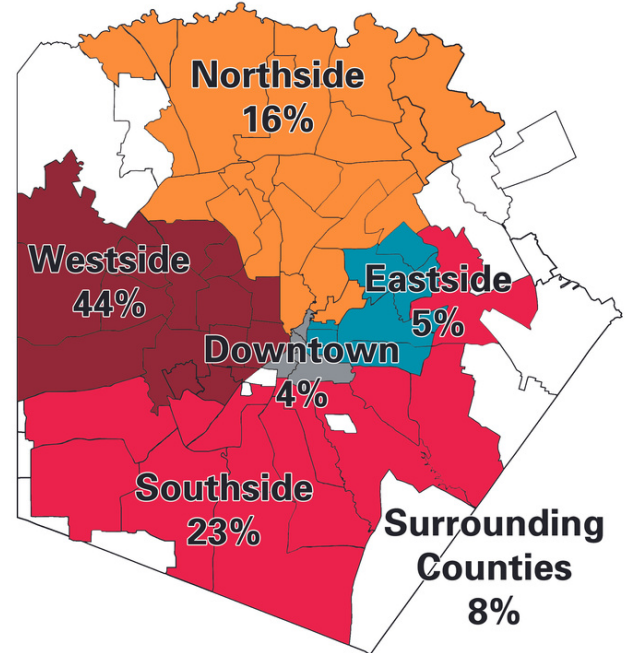 Northside
16%
Westside
44%
Eastside
5%
Downtown
4%
Southside
23%
Surrounding
Counties
8%